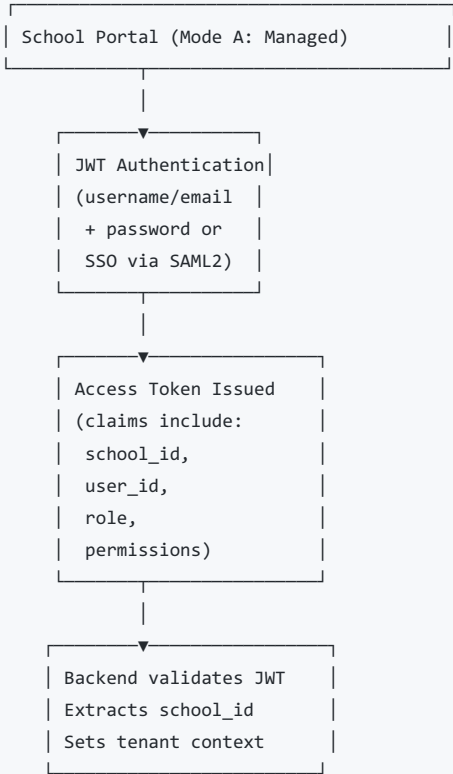 School Portal (Mode A: Managed)
JWT Authentication
(username/email
+ password or
SSO via SAML2)
Access Token Issued
(claims include:
school_id,
user_id,
role,
permissions)
Backend validates JWT
Extracts school_id
Sets tenant context